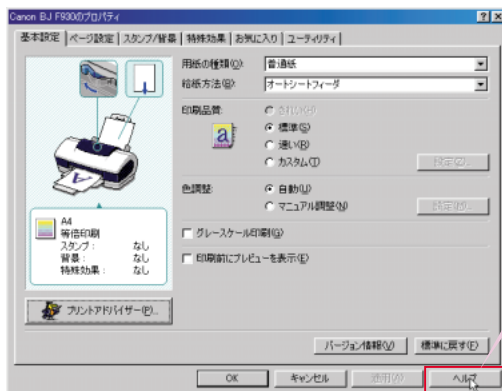 Canon BJ F930のプロパティ
基本設定 ページ設定 スタンプ/背景 特殊効果 お気に入り ユーティリティ
用紙の種類(Q): 普通紙
給紙方法(B): オートシートフィーダ
印刷品質:
きれい(H)
標準(S)
速い(R)
カスタム(T) 設定(Z)...
色調整: 自動(U)
マニュアル調整(N) 設定(M)...
グレースケール印刷(G)
印刷前にプレビューを表示(E)
A4
等倍印刷
スタンプ: なし
背景: なし
特殊効果: なし
プリントアドバイザー(P)...
バージョン情報(V) 標準に戻す(F)
OK キャンセル 適用(A) ヘルプ